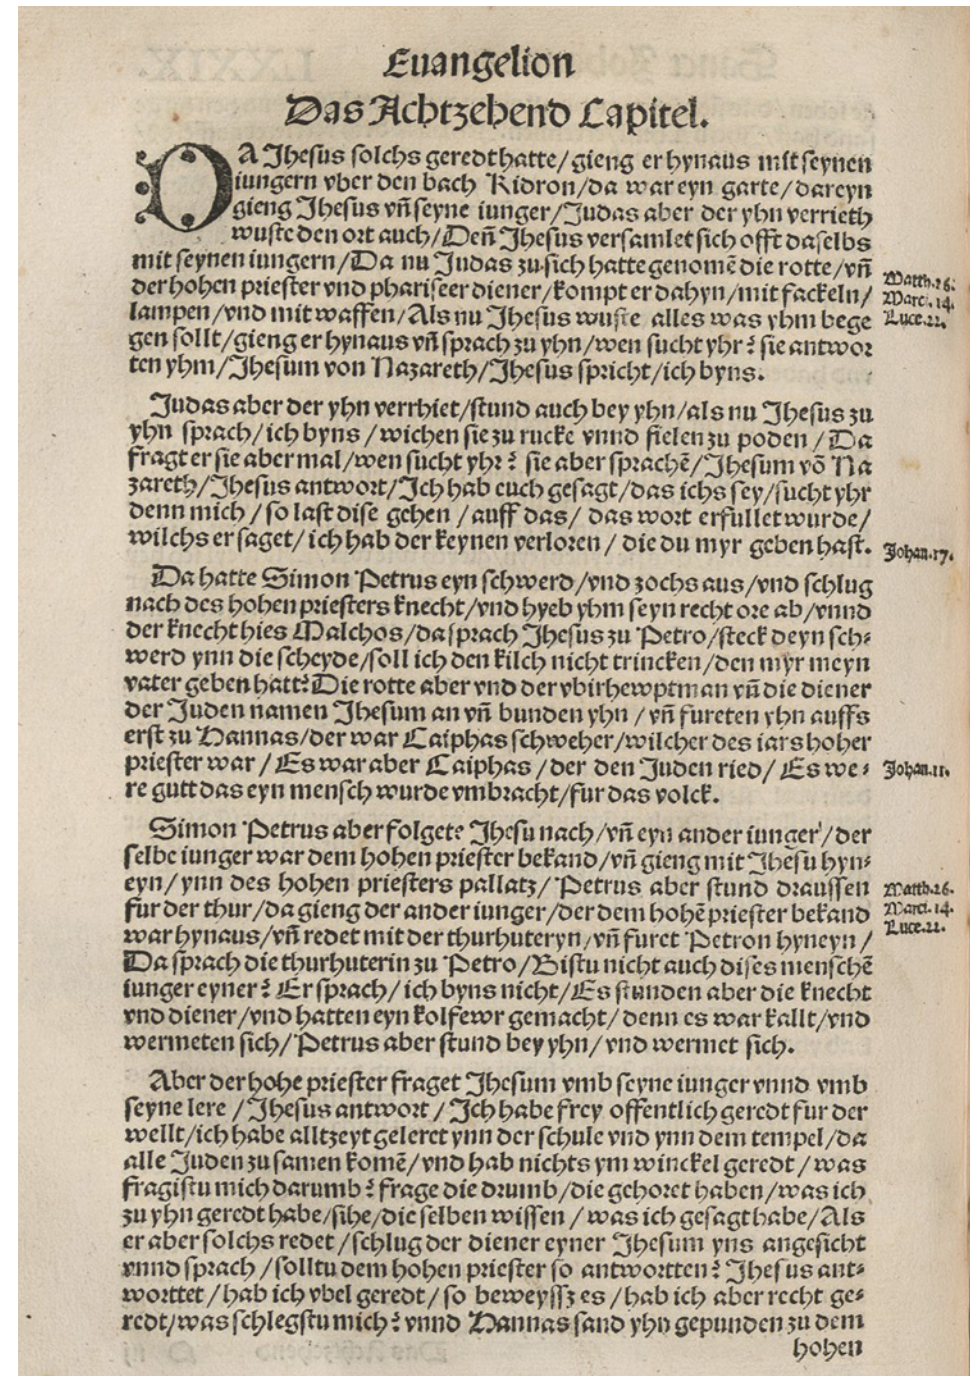 Euangelion
Das Achtzehend Capitel.
DA Jhesus solchs geredt hatte/gieng er hynaus mit seynen
iungern vber den bach Kidron/da war eyn garte/dareyn
gieng Jhesus vñ seyne iunger/Judas aber der yhn verrieth
wuste den ort auch/Deñ Jhesus versamlet sich offt daselbs
mit seynen iungern/Da nu Judas zu sich hatte genomẽ die rotte/vñ
der hohen priester vnd phariseer diener/kompt er dahyn/mit fackeln/
Matth.26.
lampen/vnd mit waffen/Als nu Jhesus wuste alles was yhm bege
Marci.14.
Luce.22.
gen sollt/gieng er hynaus vñ sprach zu yhn/wen sucht yhr? sie antwor
ten yhm/Jhesum von Nazareth/Jhesus spricht/ich byns.
Judas aber der yhn verrhiet/stund auch bey yhn/als nu Jhesus zu
yhn sprach/ich byns/wichen sie zu rucke vnnd fielen zu poden/Da
fragt er sie aber mal/wen sucht yhr? sie aber sprachẽ/Jhesum võ Na
zareth/Jhesus antwort/Ich hab euch gesagt/das ichs sey/sucht yhr
denn mich/so last dise gehen/auff das/das wort erfullet wurde/
wilchs er saget/ich hab der keynen verloren/die du myr geben hast.
Johan.17.
Da hatte Simon Petrus eyn schwerd/vnd zochs aus/vnd schlug
nach des hohen priesters knecht/vnd hyeb yhm seyn recht ore ab/vnnd
der knecht hies Malchos/da sprach Jhesus zu Petro/steck deyn sch-
werd ynn die scheyde/soll ich den kilch nicht trincken/den myr meyn
vater geben hatt? Die rotte aber vnd der vbirhewptman vñ die diener
der Juden namen Jhesum an vñ bunden yhn/vñ fureten yhn auffs
erst zu Hannas/der war Caiphas schweher/wilcher des iars hoher
priester war/Es war aber Caiphas/der den Juden ried/Es we-
Johan.11.
re gutt das eyn mensch wurde vmbracht/fur das volck.
Simon Petrus aber folgete Jhesu nach/vñ eyn ander iunger/der
selbe iunger war dem hohen priester bekand/vñ gieng mit Jhesu hyn-
eyn/ynn des hohen priesters pallatz/Petrus aber stund draussen
Matth.26.
fur der thur/da gieng der ander iunger/der dem hohẽ priester bekand
Marci.14.
Luce.22.
war hynaus/vñ redet mit der thurhuteryn/vñ furet Petron hyneyn/
Da sprach die thurhuterin zu Petro/Bistu nicht auch dises menschẽ
iunger eyner? Er sprach/ich byns nicht/Es stunden aber die knecht
vnd diener/vnd hatten eyn kolfewr gemacht/denn es war kallt/vnd
wermeten sich/Petrus aber stund bey yhn/vnd wermet sich.
Aber der hohe priester fraget Jhesum vmb seyne iunger vnnd vmb
seyne lere/Jhesus antwort/Ich habe frey offentlich geredt fur der
wellt/ich habe alltzeyt geleret ynn der schule vnd ynn dem tempel/da
alle Juden zu samen komẽ/vnd hab nichts ym winckel geredt/was
fragistu mich darumb? frage die drumb/die gehoret haben/was ich
zu yhn geredt habe/sihe/die selben wissen/was ich gesagt habe/Als
er aber solchs redet/schlug der diener eyner Jhesum yns angesicht
vnnd sprach/solltu dem hohen priester so antwortten? Jhesus ant-
worttet/hab ich vbel geredt/so beweyssz es/hab ich aber recht ge-
redt/was schlegstu mich? vnnd Hannas sand yhn gepunden zu dem
hohen